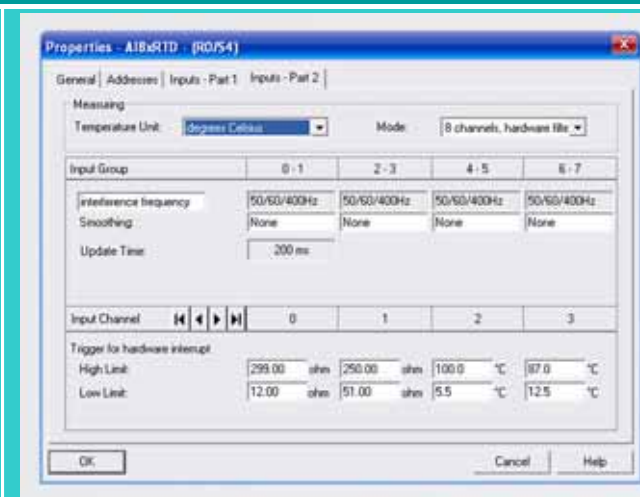 Properties - AI8xRTD - (R0/S4)
General Addresses Inputs - Part 1 Inputs - Part 2
Measuring
Temperature Unit: degrees Celsius Mode: 8 channels, hardware filte
Input Group 0 - 1 2 - 3 4 - 5 6 - 7
interference frequency 50/60/400Hz 50/60/400Hz 50/60/400Hz 50/60/400Hz
Smoothing None None None None
Update Time 200 ms
Input Channel 0 1 2 3
Trigger for hardware interrupt
High Limit: 299.00 ohm 250.00 ohm 100.0 °C 87.0 °C
Low Limit: 12.00 ohm 51.00 ohm 5.5 °C 12.5 °C
OK Cancel Help